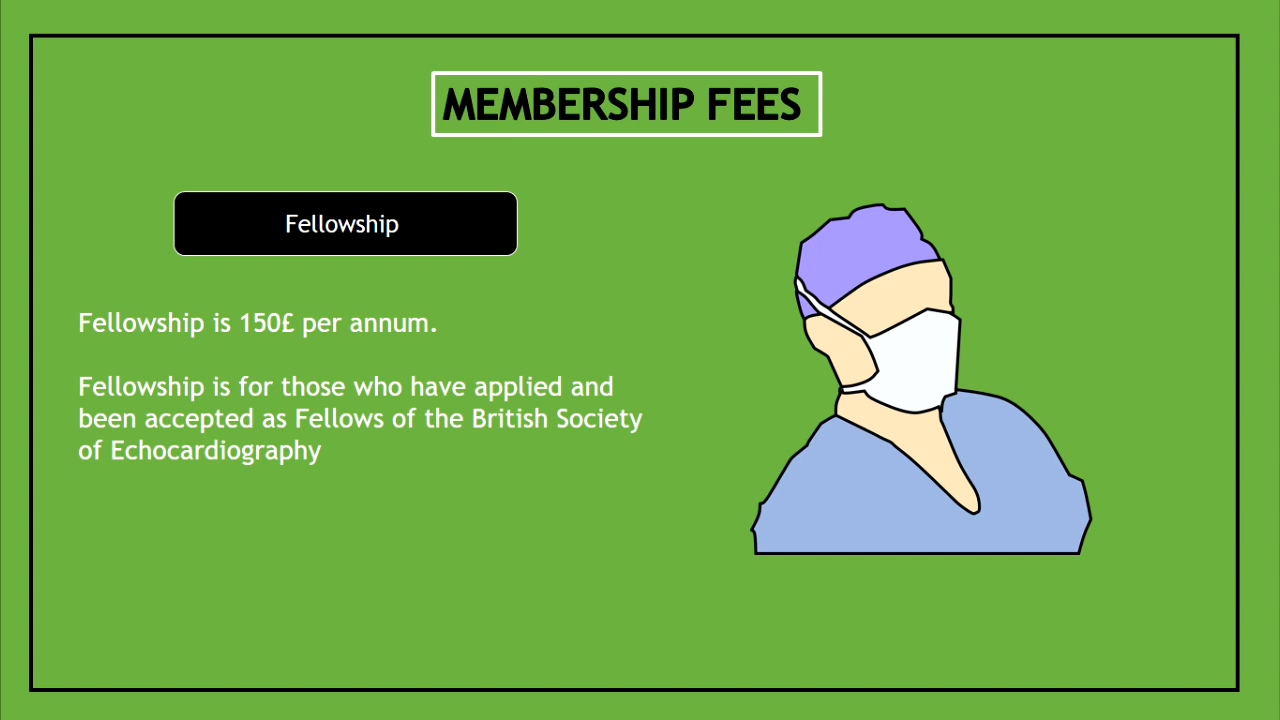 MEMBERSHIP FEES
Fellowship
Fellowship is 150£ per annum.
Fellowship is for those who have applied and
been accepted as Fellows of the British Society
of Echocardiography